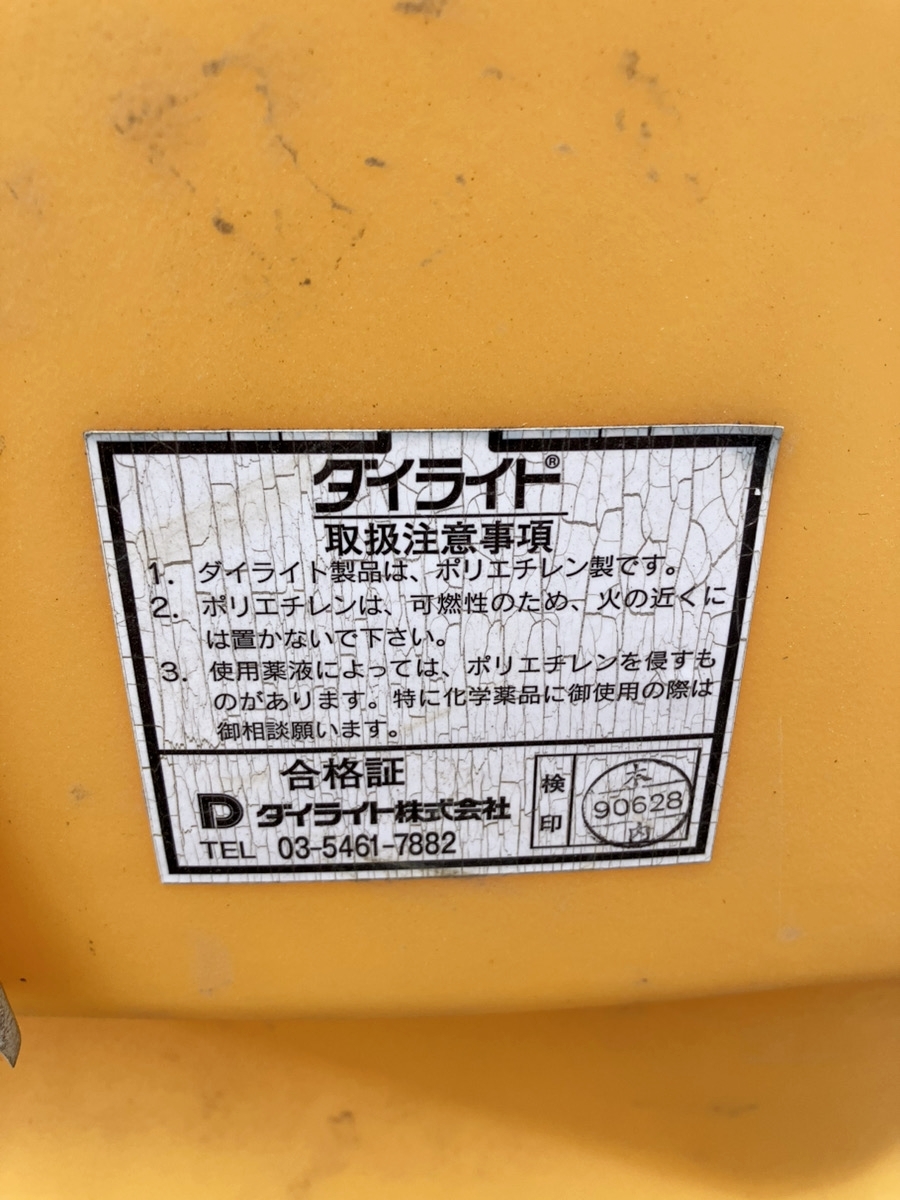 ダイライト®
取扱注意事項
1. ダイライト製品は、ポリエチレン製です。
2. ポリエチレンは、可燃性のため、火の近くに
は置かないで下さい。
3. 使用薬液によっては、ポリエチレンを侵すも
のがあります。特に化学薬品に御使用の際は
御相談願います。
合格証
D ダイライト株式会社
TEL 03-5461-7882
検印
木
90628
内